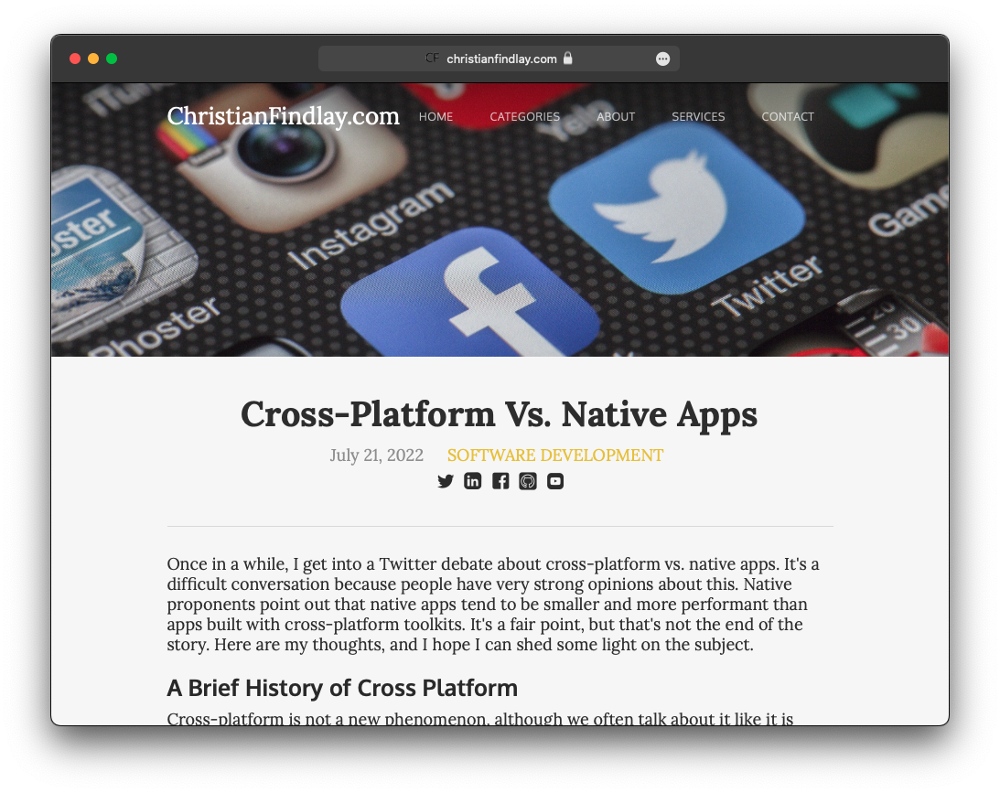 CF christianfindlay.com
ChristianFindlay.com HOME CATEGORIES ABOUT SERVICES CONTACT
Instagram
Twitter
Phoster
Cross-Platform Vs. Native Apps
July 21, 2022 SOFTWARE DEVELOPMENT
Once in a while, I get into a Twitter debate about cross-platform vs. native apps. It's a
difficult conversation because people have very strong opinions about this. Native
proponents point out that native apps tend to be smaller and more performant than
apps built with cross-platform toolkits. It's a fair point, but that's not the end of the
story. Here are my thoughts, and I hope I can shed some light on the subject.
A Brief History of Cross Platform
Cross-platform is not a new phenomenon, although we often talk about it like it is